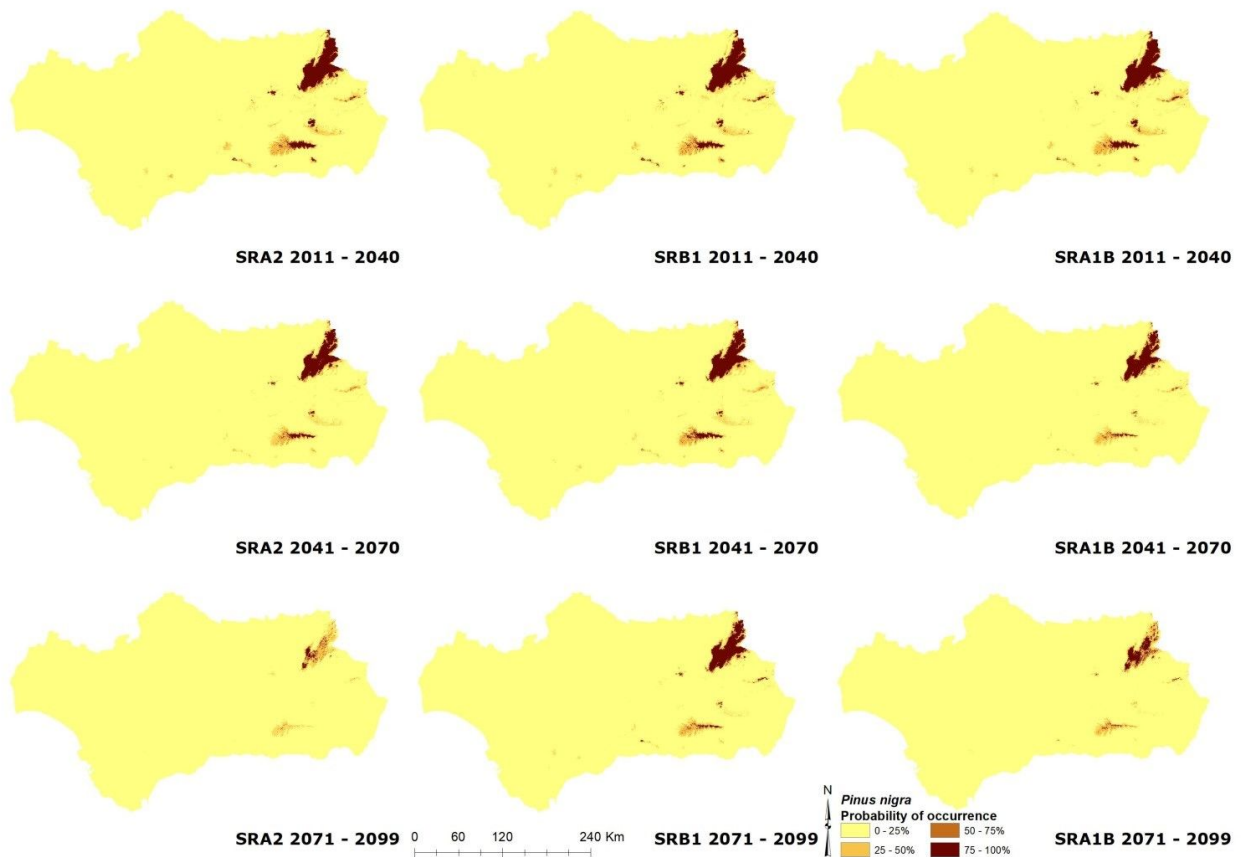 SRA2 2011 - 2040
SRB1 2011 - 2040
SRA1B 2011 - 2040
SRA2 2041 - 2070
SRB1 2041 - 2070
SRA1B 2041 - 2070
SRA2 2071 - 2099
0 60 120 240 Km
SRB1 2071 - 2099
N
Pinus nigra
Probability of occurrence
0 - 25% 50 - 75%
25 - 50% 75 - 100%
SRA1B 2071 - 2099